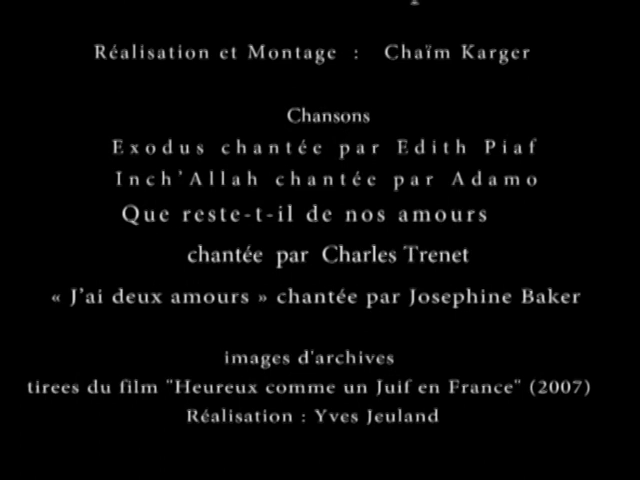 Réalisation et Montage : Chaïm Karger
Chansons
Exodus chantée par Edith Piaf
Inch'Allah chantée par Adamo
Que reste-t-il de nos amours
chantée par Charles Trenet
« J'ai deux amours » chantée par Josephine Baker
images d'archives
tirees du film "Heureux comme un Juif en France" (2007)
Réalisation : Yves Jeuland